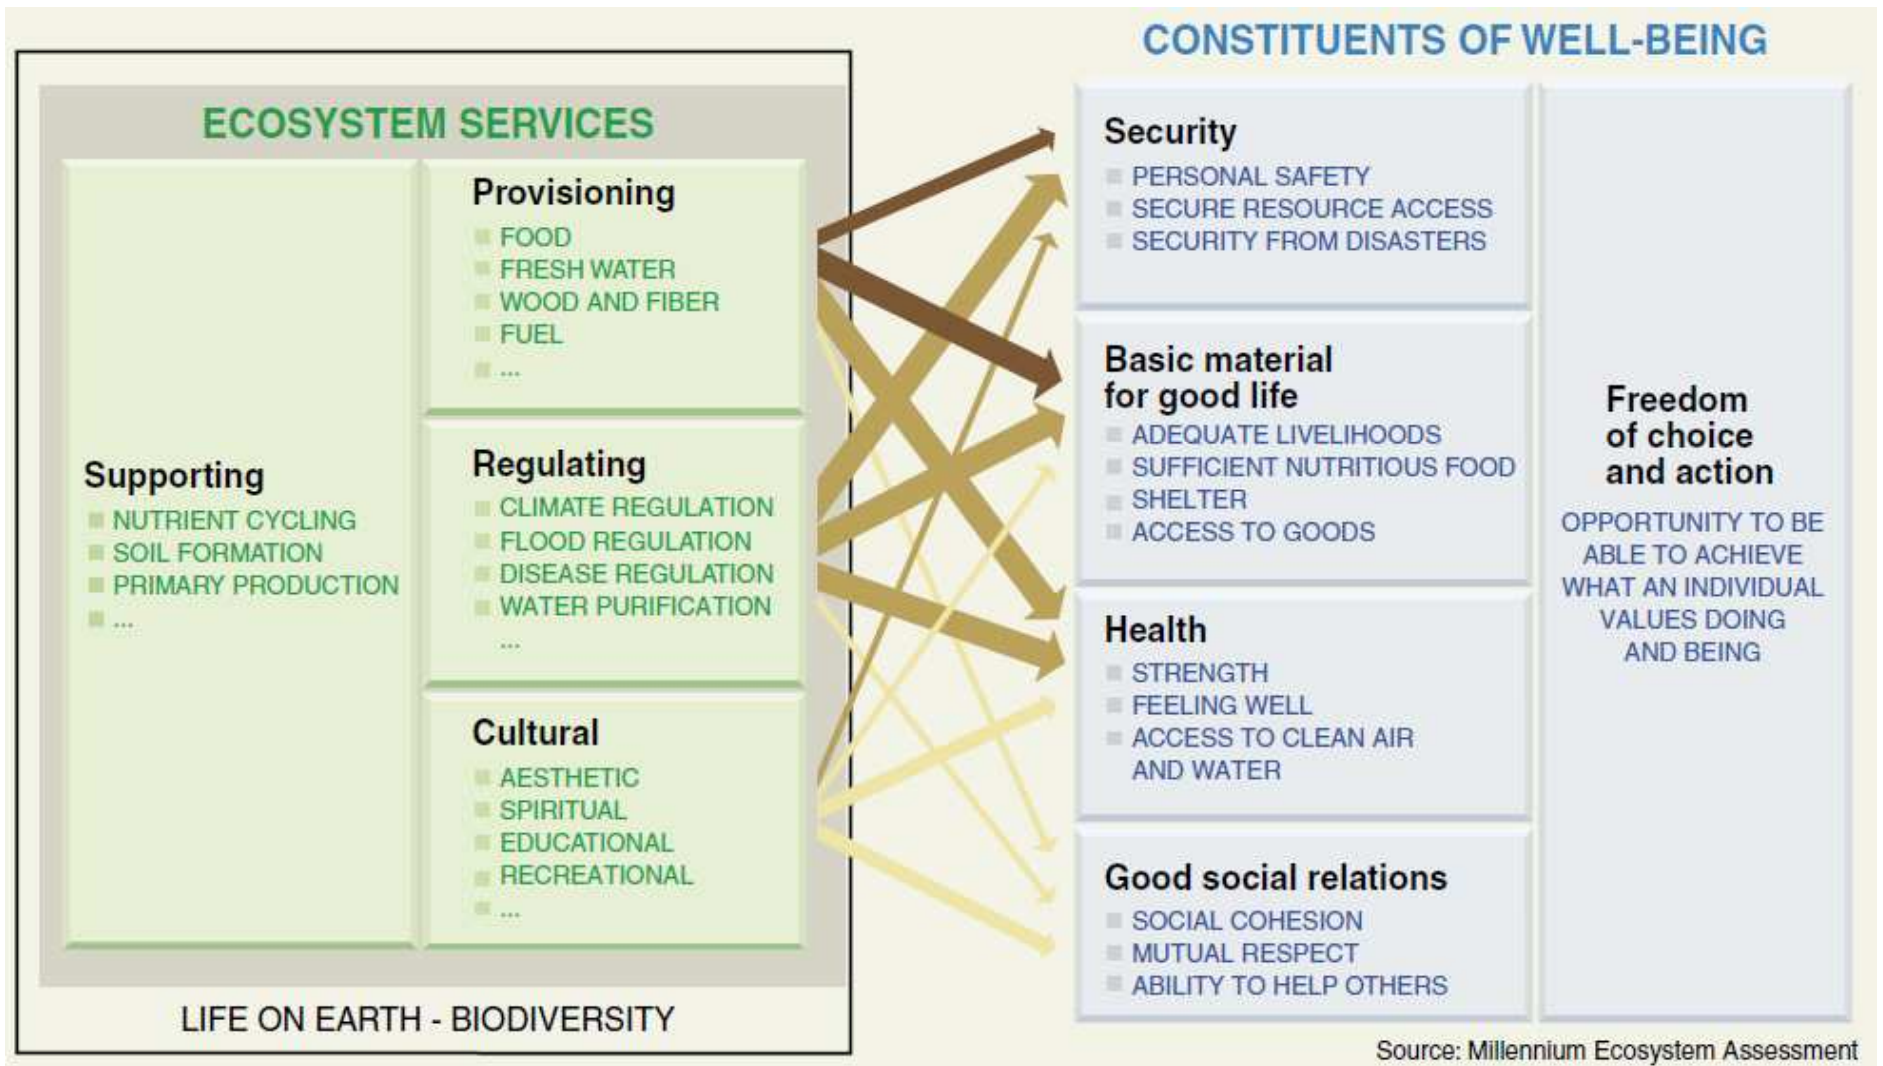 CONSTITUENTS OF WELL-BEING
ECOSYSTEM SERVICES
Supporting
NUTRIENT CYCLING
SOIL FORMATION
PRIMARY PRODUCTION
...
Provisioning
FOOD
FRESH WATER
WOOD AND FIBER
FUEL
...
Regulating
CLIMATE REGULATION
FLOOD REGULATION
DISEASE REGULATION
WATER PURIFICATION
...
Cultural
AESTHETIC
SPIRITUAL
EDUCATIONAL
RECREATIONAL
...
LIFE ON EARTH - BIODIVERSITY
Security
PERSONAL SAFETY
SECURE RESOURCE ACCESS
SECURITY FROM DISASTERS
Basic material
for good life
ADEQUATE LIVELIHOODS
SUFFICIENT NUTRITIOUS FOOD
SHELTER
ACCESS TO GOODS
Health
STRENGTH
FEELING WELL
ACCESS TO CLEAN AIR
AND WATER
Good social relations
SOCIAL COHESION
MUTUAL RESPECT
ABILITY TO HELP OTHERS
Freedom
of choice
and action
OPPORTUNITY TO BE
ABLE TO ACHIEVE
WHAT AN INDIVIDUAL
VALUES DOING
AND BEING
Source: Millennium Ecosystem Assessment